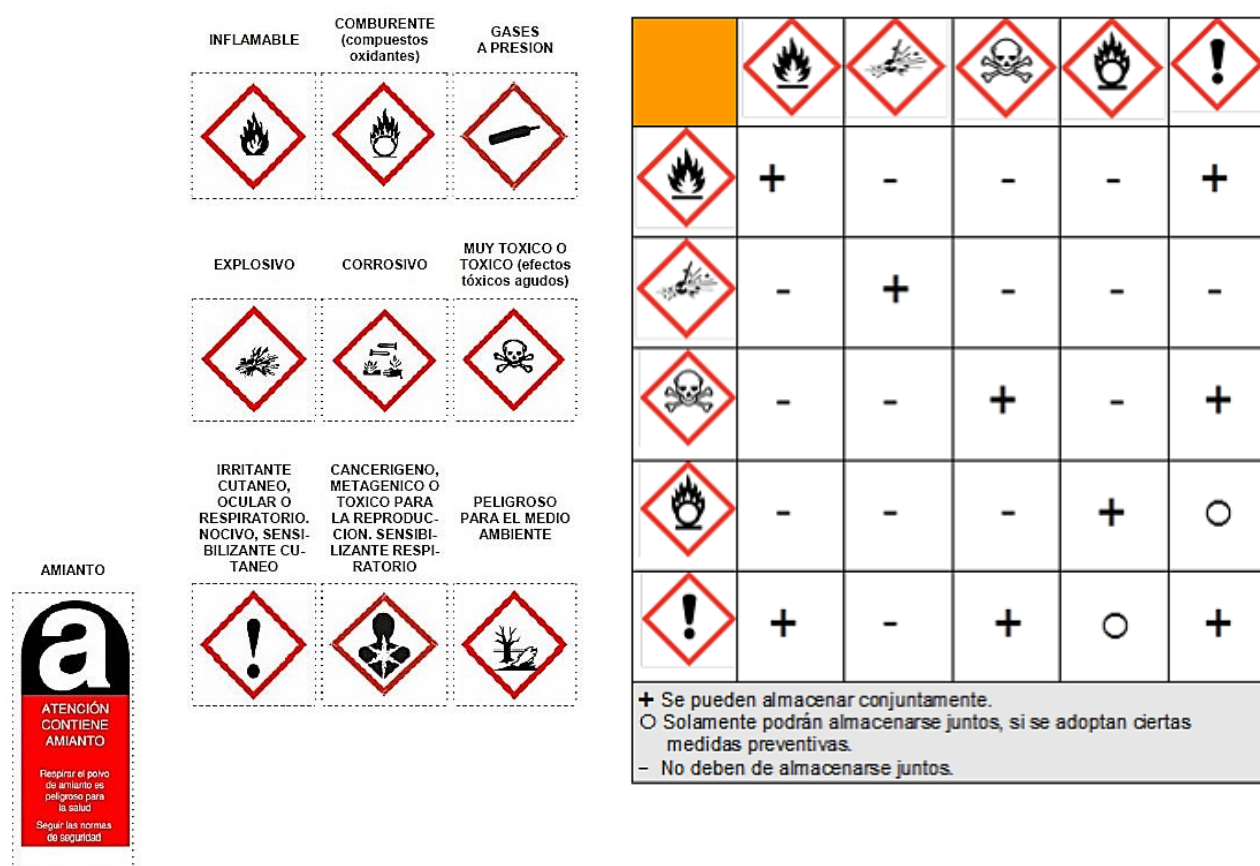 INFLAMABLE
COMBURENTE
(compuestos
oxidantes)
GASES
A PRESION
EXPLOSIVO
CORROSIVO
MUY TOXICO O
TOXICO (efectos
tóxicos agudos)
IRRITANTE
CUTANEO,
OCULAR O
RESPIRATORIO.
NOCIVO, SENSI-
BILIZANTE CU-
TANEO
CANCERIGENO,
METAGENICO O
TOXICO PARA
LA REPRODUC-
CION. SENSIBI-
LIZANTE RESPI-
RATORIO
PELIGROSO
PARA EL MEDIO
AMBIENTE
AMIANTO
a
ATENCIÓN
CONTIENE
AMIANTO
Respirar el polvo
de amianto es
peligroso para
la salud
Seguir las normas
de seguridad
+ - - - +
- + - - -
- - + - +
- - - + O
+ - + O +
+ Se pueden almacenar conjuntamente.
O Solamente podrán almacenarse juntos, si se adoptan ciertas
medidas preventivas.
- No deben de almacenarse juntos.